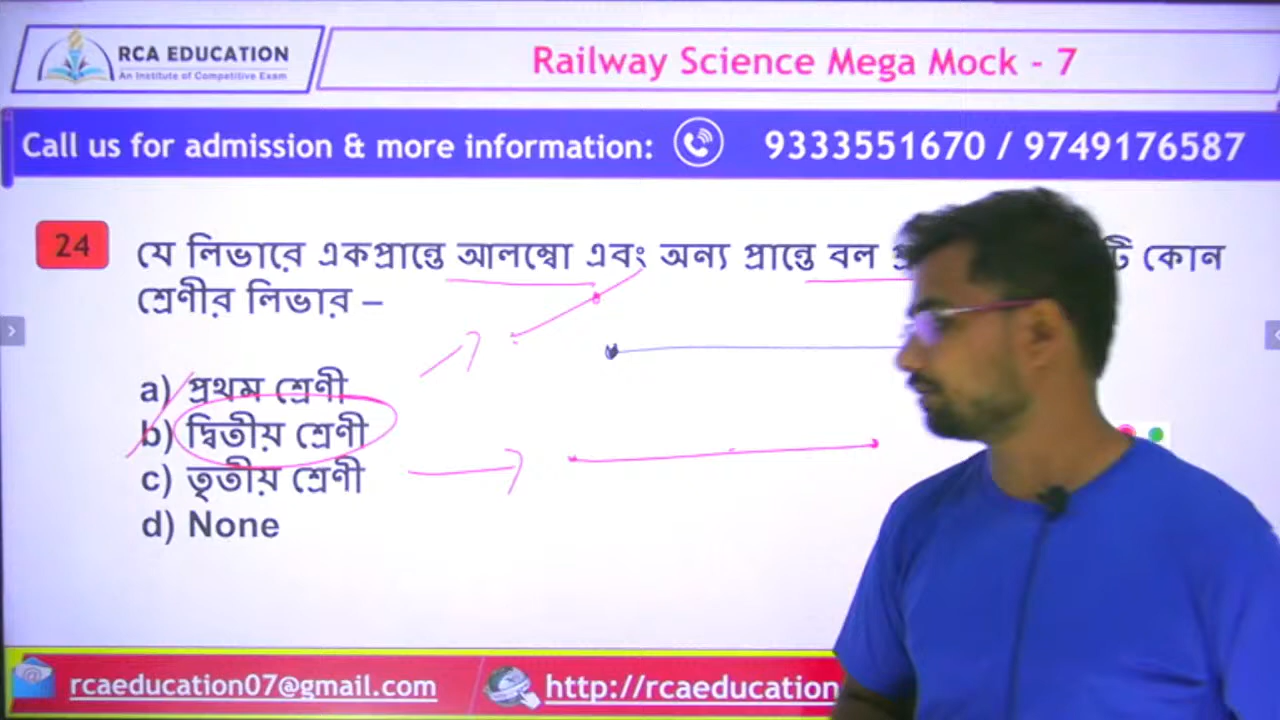 RCA EDUCATION
An Institute of Competitive Exam
Railway Science Mega Mock - 7
Call us for admission & more information: 9333551670 / 9749176587
24 যে লিভারে একপ্রান্তে আলম্বো এবং অন্য প্রান্তে বল কোন
শ্রেণীর লিভার –
a) প্রথম শ্রেণী
b) দ্বিতীয় শ্রেণী
c) তৃতীয় শ্রেণী
d) None
rcaeducation07@gmail.com http://rcaeducation